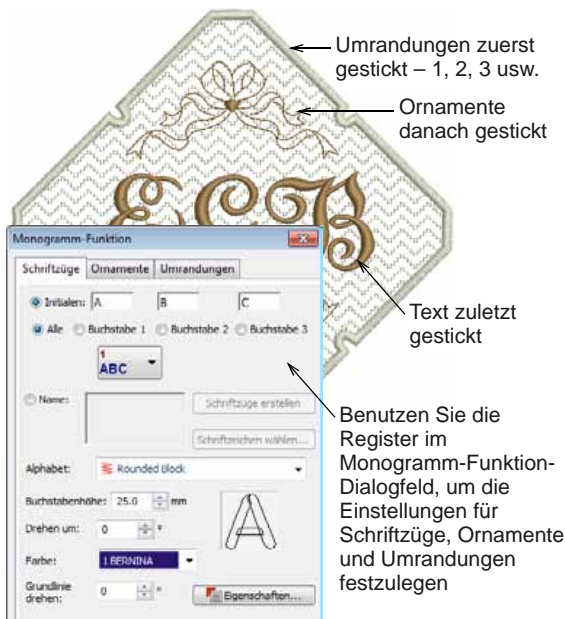 Umrandungen zuerst
gestickt – 1, 2, 3 usw.
Ornamente
danach gestickt
ECB
Monogramm-Funktion
Schriftzüge Ornamente Umrandungen
Initialen: A B C
Alle Buchstabe 1 Buchstabe 2 Buchstabe 3
1
ABC
Name: Schriftzüge erstellen
Schriftzeichen wählen...
Alphabet: Rounded Block
Buchstabenhöhe: 25.0 mm
Drehen um: 0 °
Farbe: 1 BERNINA
Grundlinie
drehen: 0 ° Eigenschaften...
A
Text zuletzt
gestickt
Benutzen Sie die
Register im
Monogramm-Funktion-
Dialogfeld, um die
Einstellungen für
Schriftzüge, Ornamente
und Umrandungen
festzulegen